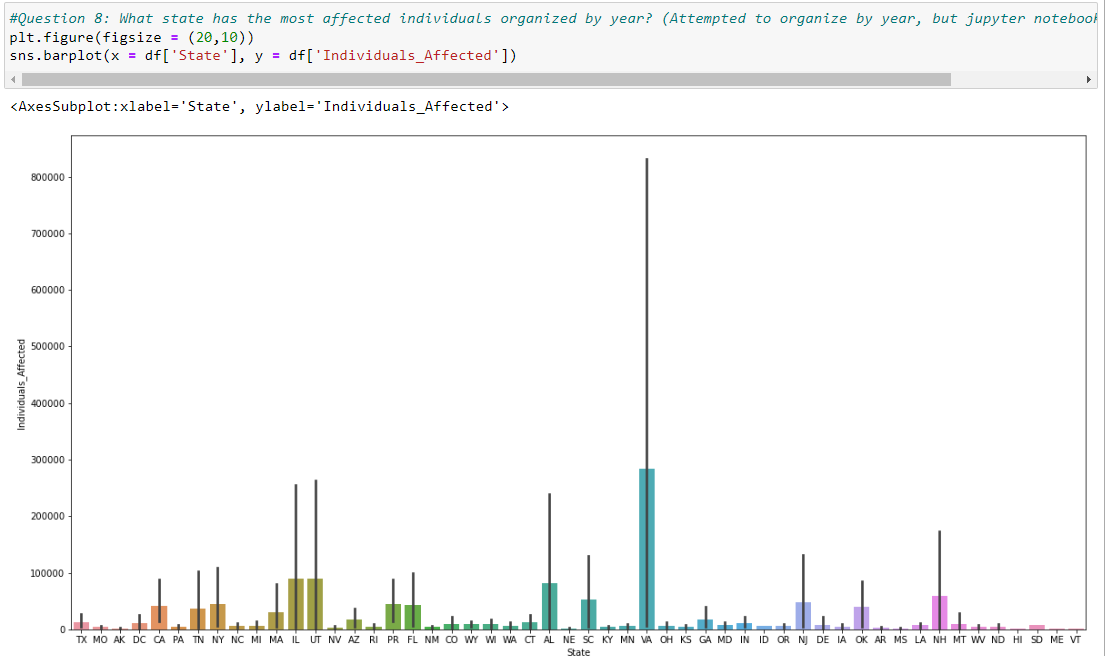 #Question 8: What state has the most affected individuals organized by year? (Attempted to organize by year, but jupyter notebook
plt.figure(figsize = (20,10))
sns.barplot(x = df['State'], y = df['Individuals_Affected'])
<AxesSubplot:xlabel='State', ylabel='Individuals_Affected'>
800000
700000
600000
500000
400000
300000
200000
100000
0
Individuals_Affected
TX MO AK DC CA PA TN NY NC MI MA IL UT NV AZ RI PR FL NM CO WY WI WA CT AL NE SC KY MN VA OH KS GA MD IN ID OR NJ DE IA OK AR MS LA NH MT WV ND HI SD ME VT
State